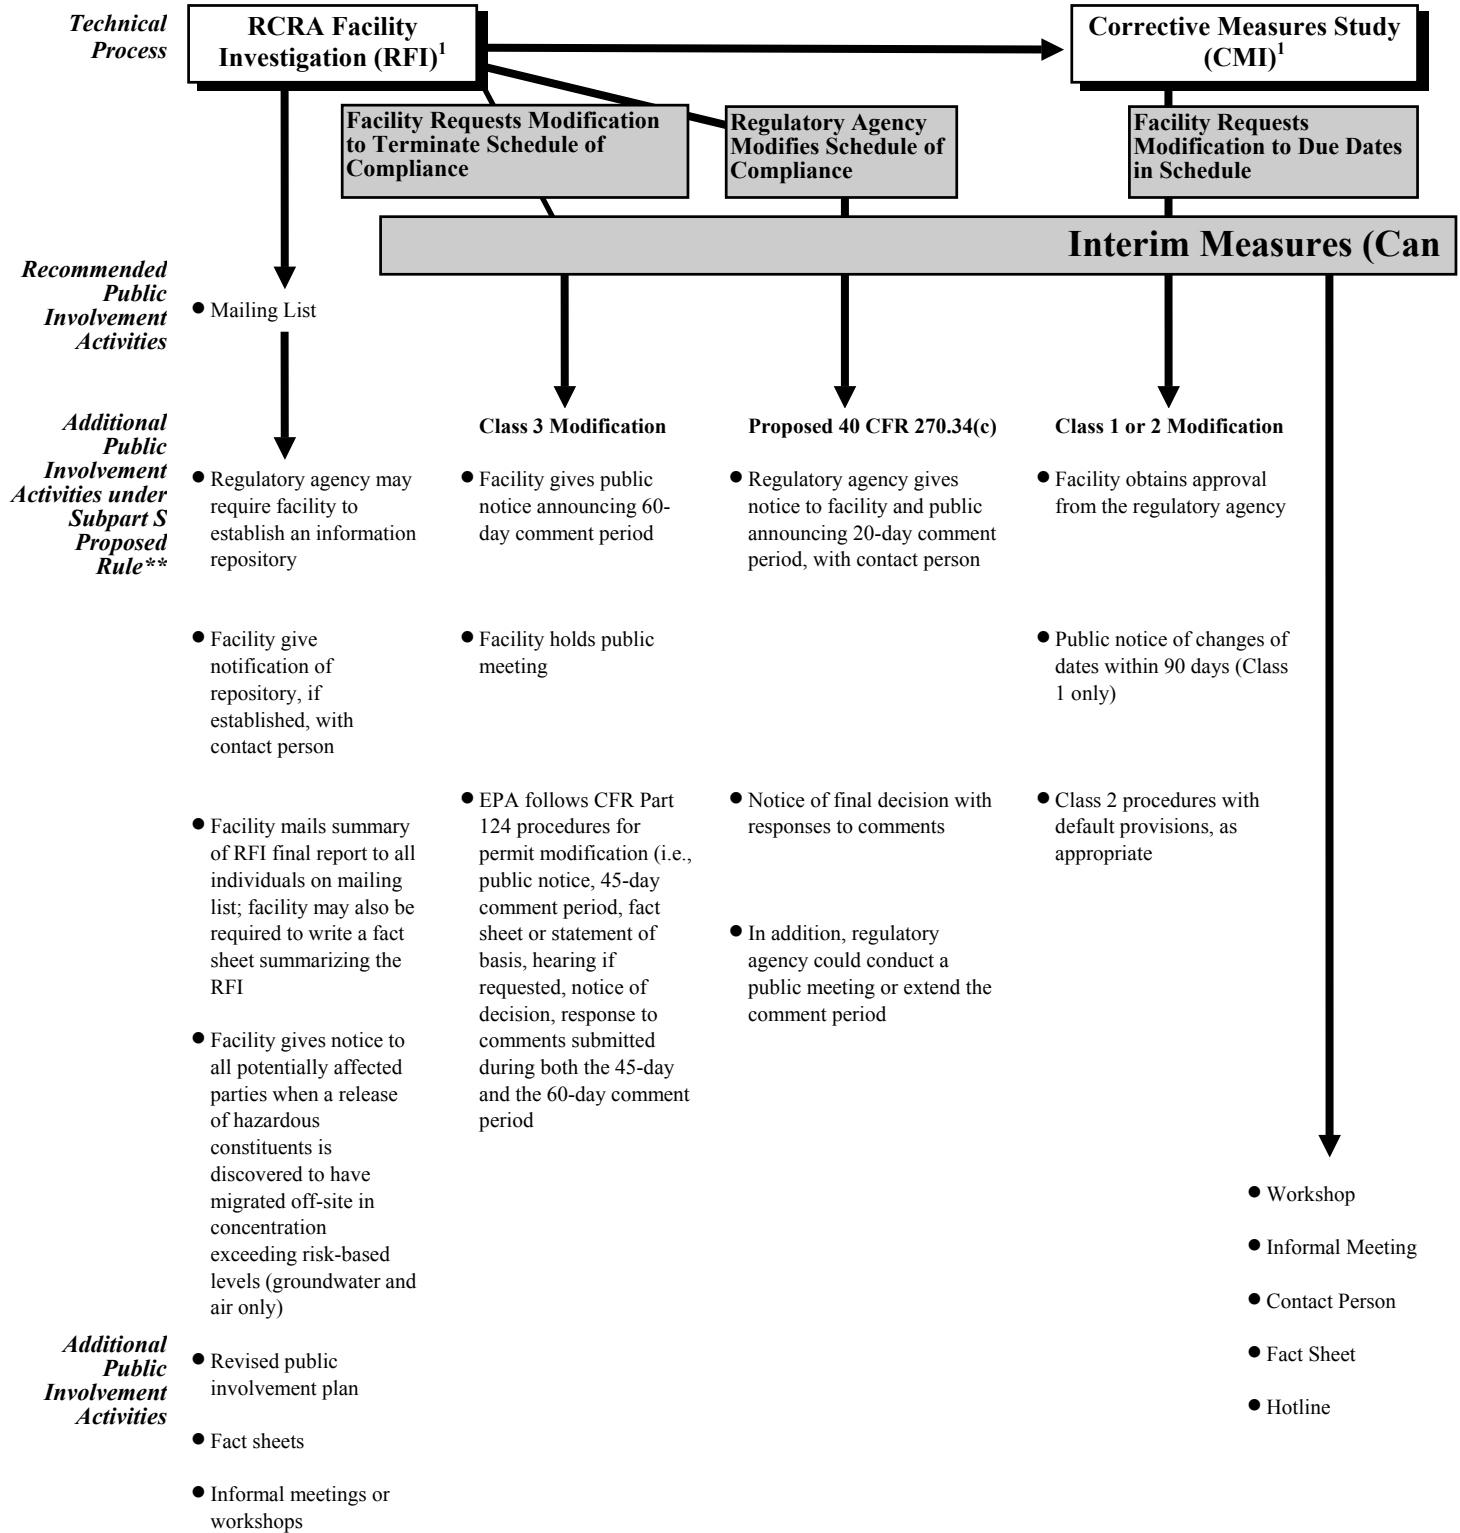 Technical
Process
RCRA Facility
Investigation (RFI)1
Corrective Measures Study
(CMI)1
Facility Requests Modification
to Terminate Schedule of
Compliance
Regulatory Agency
Modifies Schedule of
Compliance
Facility Requests
Modification to Due Dates
in Schedule
Interim Measures (Can
Recommended
Public
Involvement
Activities
● Mailing List
Additional
Public
Involvement
Activities under
Subpart S
Proposed
Rule**
● Regulatory agency may
require facility to
establish an information
repository
● Facility give
notification of
repository, if
established, with
contact person
● Facility mails summary
of RFI final report to all
individuals on mailing
list; facility may also be
required to write a fact
sheet summarizing the
RFI
● Facility gives notice to
all potentially affected
parties when a release
of hazardous
constituents is
discovered to have
migrated off-site in
concentration
exceeding risk-based
levels (groundwater and
air only)
Class 3 Modification
● Facility gives public
notice announcing 60-
day comment period
● Facility holds public
meeting
● EPA follows CFR Part
124 procedures for
permit modification (i.e.,
public notice, 45-day
comment period, fact
sheet or statement of
basis, hearing if
requested, notice of
decision, response to
comments submitted
during both the 45-day
and the 60-day comment
period
Proposed 40 CFR 270.34(c)
● Regulatory agency gives
notice to facility and public
announcing 20-day comment
period, with contact person
● Notice of final decision with
responses to comments
● In addition, regulatory
agency could conduct a
public meeting or extend the
comment period
Class 1 or 2 Modification
● Facility obtains approval
from the regulatory agency
● Public notice of changes of
dates within 90 days (Class
1 only)
● Class 2 procedures with
default provisions, as
appropriate
● Workshop
● Informal Meeting
● Contact Person
● Fact Sheet
● Hotline
Additional
Public
Involvement
Activities
● Revised public
involvement plan
● Fact sheets
● Informal meetings or
workshops